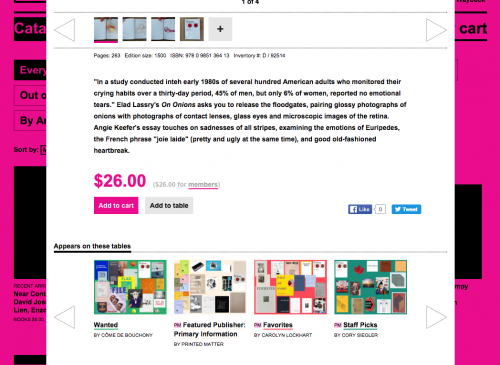 1 of 4
Cata
cart
+
Pages: 263 Edition size: 1500 ISBN: 978 0 9851 364 13 Inventory #: D / 92514
Every
Out o
By Ar
Sort by:
"In a study conducted inteh early 1980s of several hundred American adults who monitored their
crying habits over a thirty-day period, 45% of men, but only 6% of women, reported no emotional
tears." Elad Lassry's On Onions asks you to release the floodgates, pairing glossy photographs of
onions with photographs of contact lenses, glass eyes and microscopic images of the retina.
Angie Keefer's essay touches on sadnesses of all stripes, examining the emotions of Euripedes,
the French phrase "joie laide" (pretty and ugly at the same time), and good old-fashioned
heartbreak.
$26.00 ($26.00 for members)
Add to cart Add to table
Like 0 Tweet
Appears on these tables
Wanted
BY CÔME DE BOUCHONY
PM Featured Publisher:
Primary Information
BY PRINTED MATTER
PM Favorites
BY CAROLYN LOCKHART
PM Staff Picks
BY CORY SIEGLER
RECENT ARRI
Near Cont
David Jos
Lien, Enzo
mpy